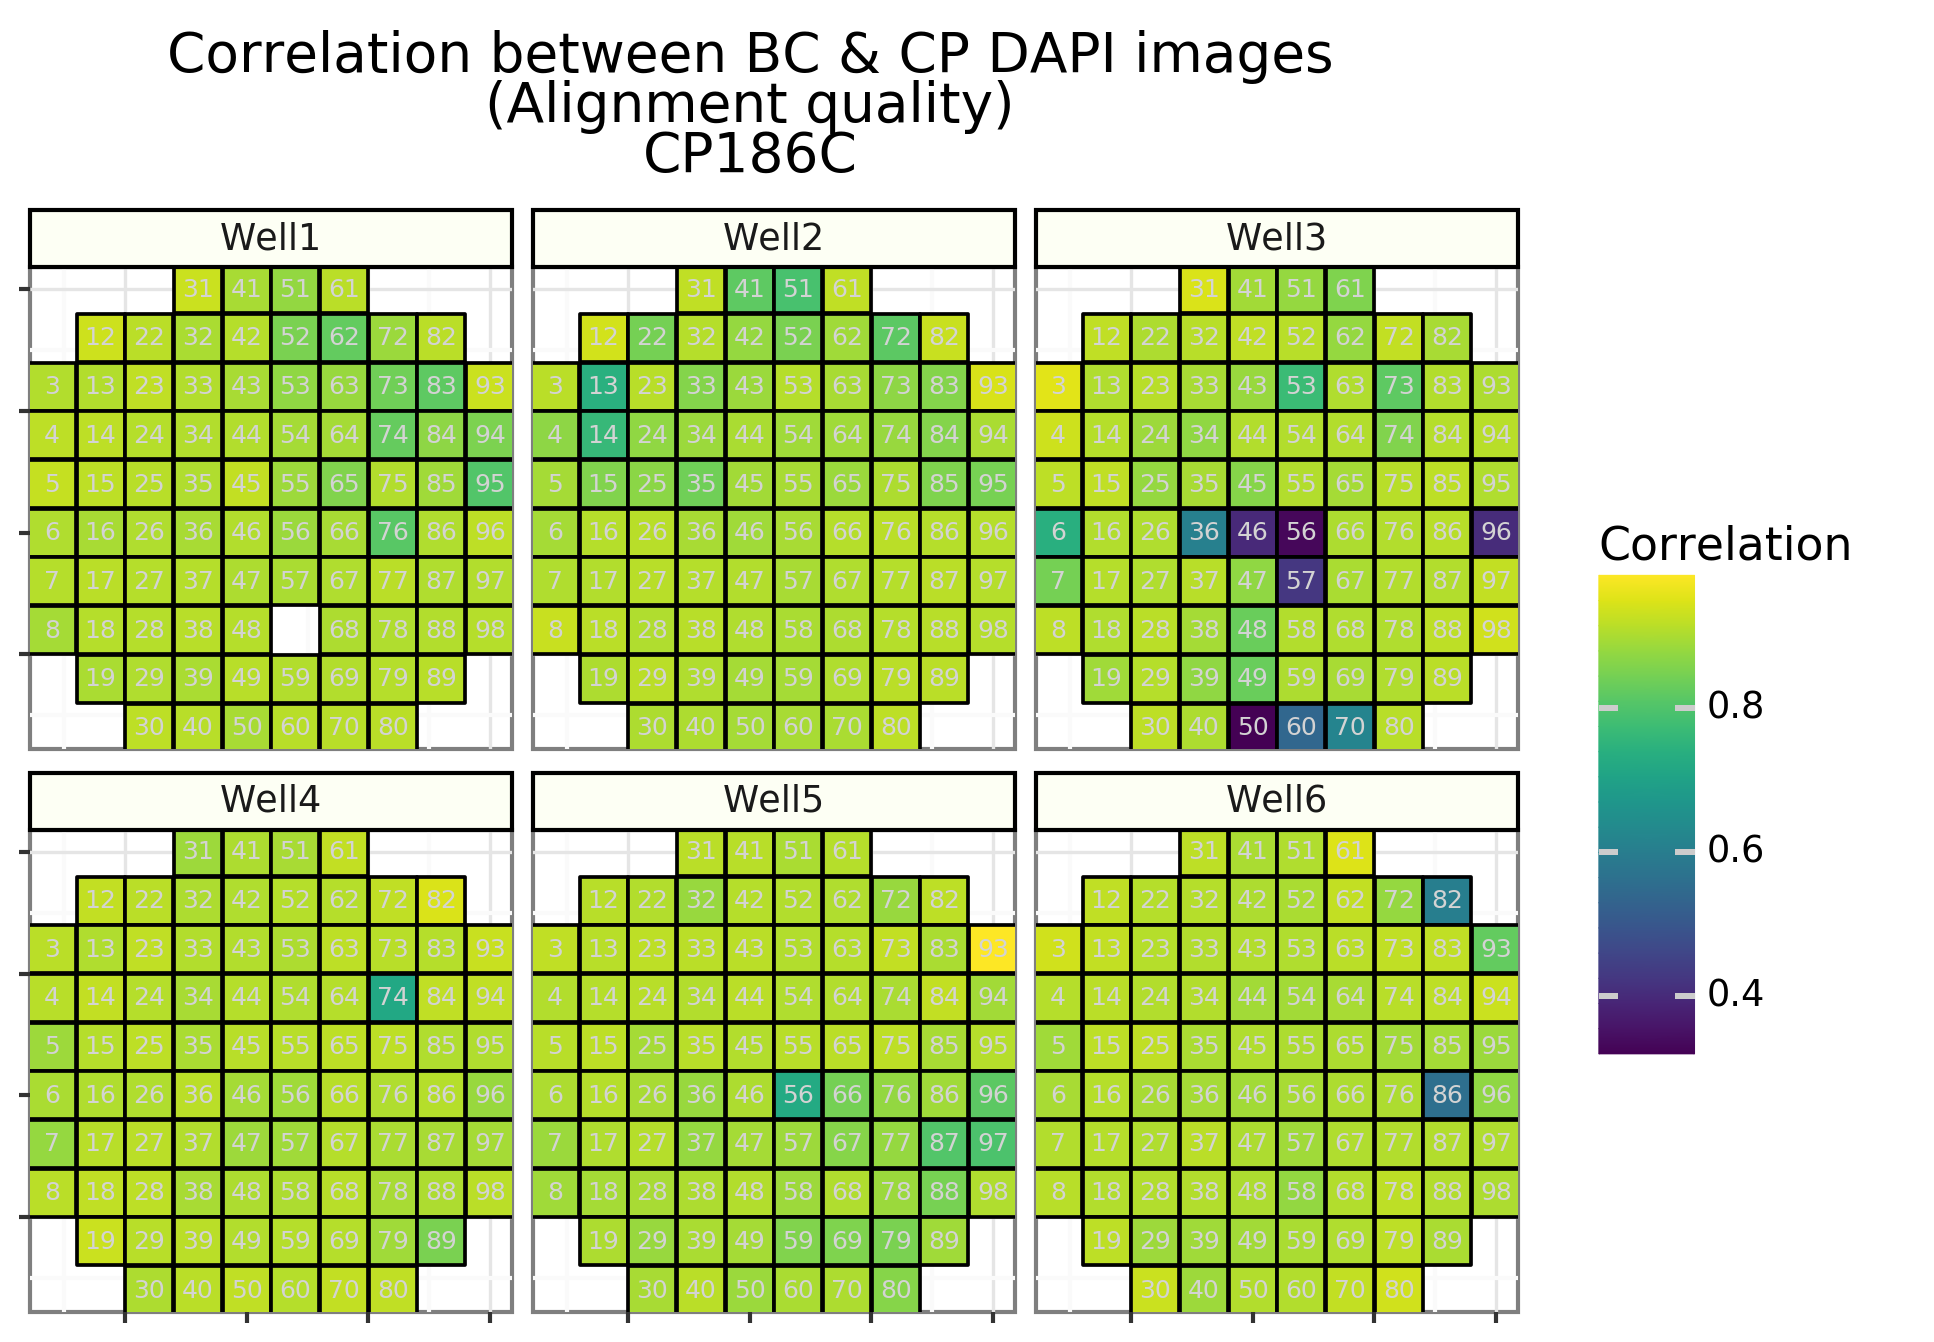 Correlation between BC & CP DAPI images
(Alignment quality)
CP186C
Well1 Well2 Well3
31 41 51 61 31 41 51 61 31 41 51 61
12 22 32 42 52 62 72 82 12 22 32 42 52 62 72 82 12 22 32 42 52 62 72 82
3 13 23 33 43 53 63 73 83 93 3 13 23 33 43 53 63 73 83 93 3 13 23 33 43 53 63 73 83 93
4 14 24 34 44 54 64 74 84 94 4 14 24 34 44 54 64 74 84 94 4 14 24 34 44 54 64 74 84 94
5 15 25 35 45 55 65 75 85 95 5 15 25 35 45 55 65 75 85 95 5 15 25 35 45 55 65 75 85 95
6 16 26 36 46 56 66 76 86 96 6 16 26 36 46 56 66 76 86 96 6 16 26 36 46 56 66 76 86 96
7 17 27 37 47 57 67 77 87 97 7 17 27 37 47 57 67 77 87 97 7 17 27 37 47 57 67 77 87 97
8 18 28 38 48 68 78 88 98 8 18 28 38 48 58 68 78 88 98 8 18 28 38 48 58 68 78 88 98
19 29 39 49 59 69 79 89 19 29 39 49 59 69 79 89 19 29 39 49 59 69 79 89
30 40 50 60 70 80 30 40 50 60 70 80 30 40 50 60 70 80
Well4 Well5 Well6
31 41 51 61 31 41 51 61 31 41 51 61
12 22 32 42 52 62 72 82 12 22 32 42 52 62 72 82 12 22 32 42 52 62 72 82
3 13 23 33 43 53 63 73 83 93 3 13 23 33 43 53 63 73 83 93 3 13 23 33 43 53 63 73 83 93
4 14 24 34 44 54 64 74 84 94 4 14 24 34 44 54 64 74 84 94 4 14 24 34 44 54 64 74 84 94
5 15 25 35 45 55 65 75 85 95 5 15 25 35 45 55 65 75 85 95 5 15 25 35 45 55 65 75 85 95
6 16 26 36 46 56 66 76 86 96 6 16 26 36 46 56 66 76 86 96 6 16 26 36 46 56 66 76 86 96
7 17 27 37 47 57 67 77 87 97 7 17 27 37 47 57 67 77 87 97 7 17 27 37 47 57 67 77 87 97
8 18 28 38 48 58 68 78 88 98 8 18 28 38 48 58 68 78 88 98 8 18 28 38 48 58 68 78 88 98
19 29 39 49 59 69 79 89 19 29 39 49 59 69 79 89 19 29 39 49 59 69 79 89
30 40 50 60 70 80 30 40 50 60 70 80 30 40 50 60 70 80
Correlation
0.8
0.6
0.4